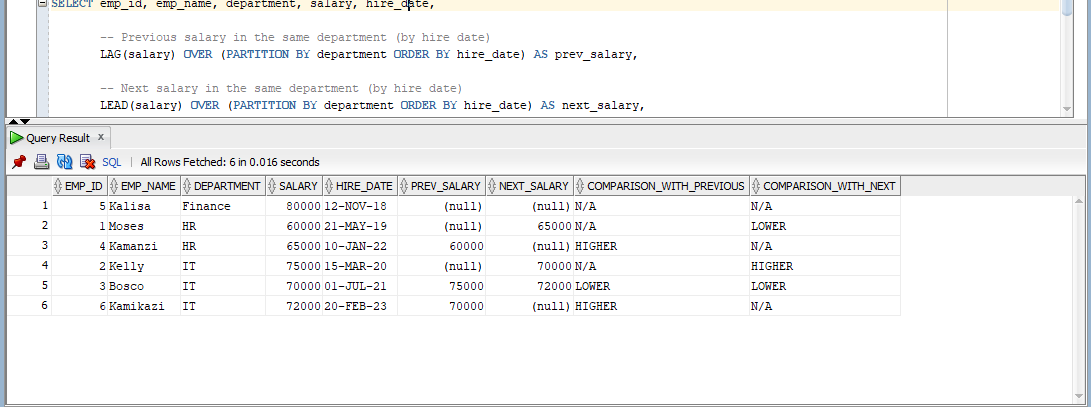 SELECT emp_id, emp_name, department, salary, hire_date,
-- Previous salary in the same department (by hire date)
LAG(salary) OVER (PARTITION BY department ORDER BY hire_date) AS prev_salary,
-- Next salary in the same department (by hire date)
LEAD(salary) OVER (PARTITION BY department ORDER BY hire_date) AS next_salary,
Query Result x
SQL | All Rows Fetched: 6 in 0.016 seconds
EMP_ID EMP_NAME DEPARTMENT SALARY HIRE_DATE PREV_SALARY NEXT_SALARY COMPARISON_WITH_PREVIOUS COMPARISON_WITH_NEXT
1 5 Kalisa Finance 80000 12-NOV-18 (null) (null) N/A N/A
2 1 Moses HR 60000 21-MAY-19 (null) 65000 N/A LOWER
3 4 Kamanzi HR 65000 10-JAN-22 60000 (null) HIGHER N/A
4 2 Kelly IT 75000 15-MAR-20 (null) 70000 N/A HIGHER
5 3 Bosco IT 70000 01-JUL-21 75000 72000 LOWER LOWER
6 6 Kamikazi IT 72000 20-FEB-23 70000 (null) HIGHER N/A